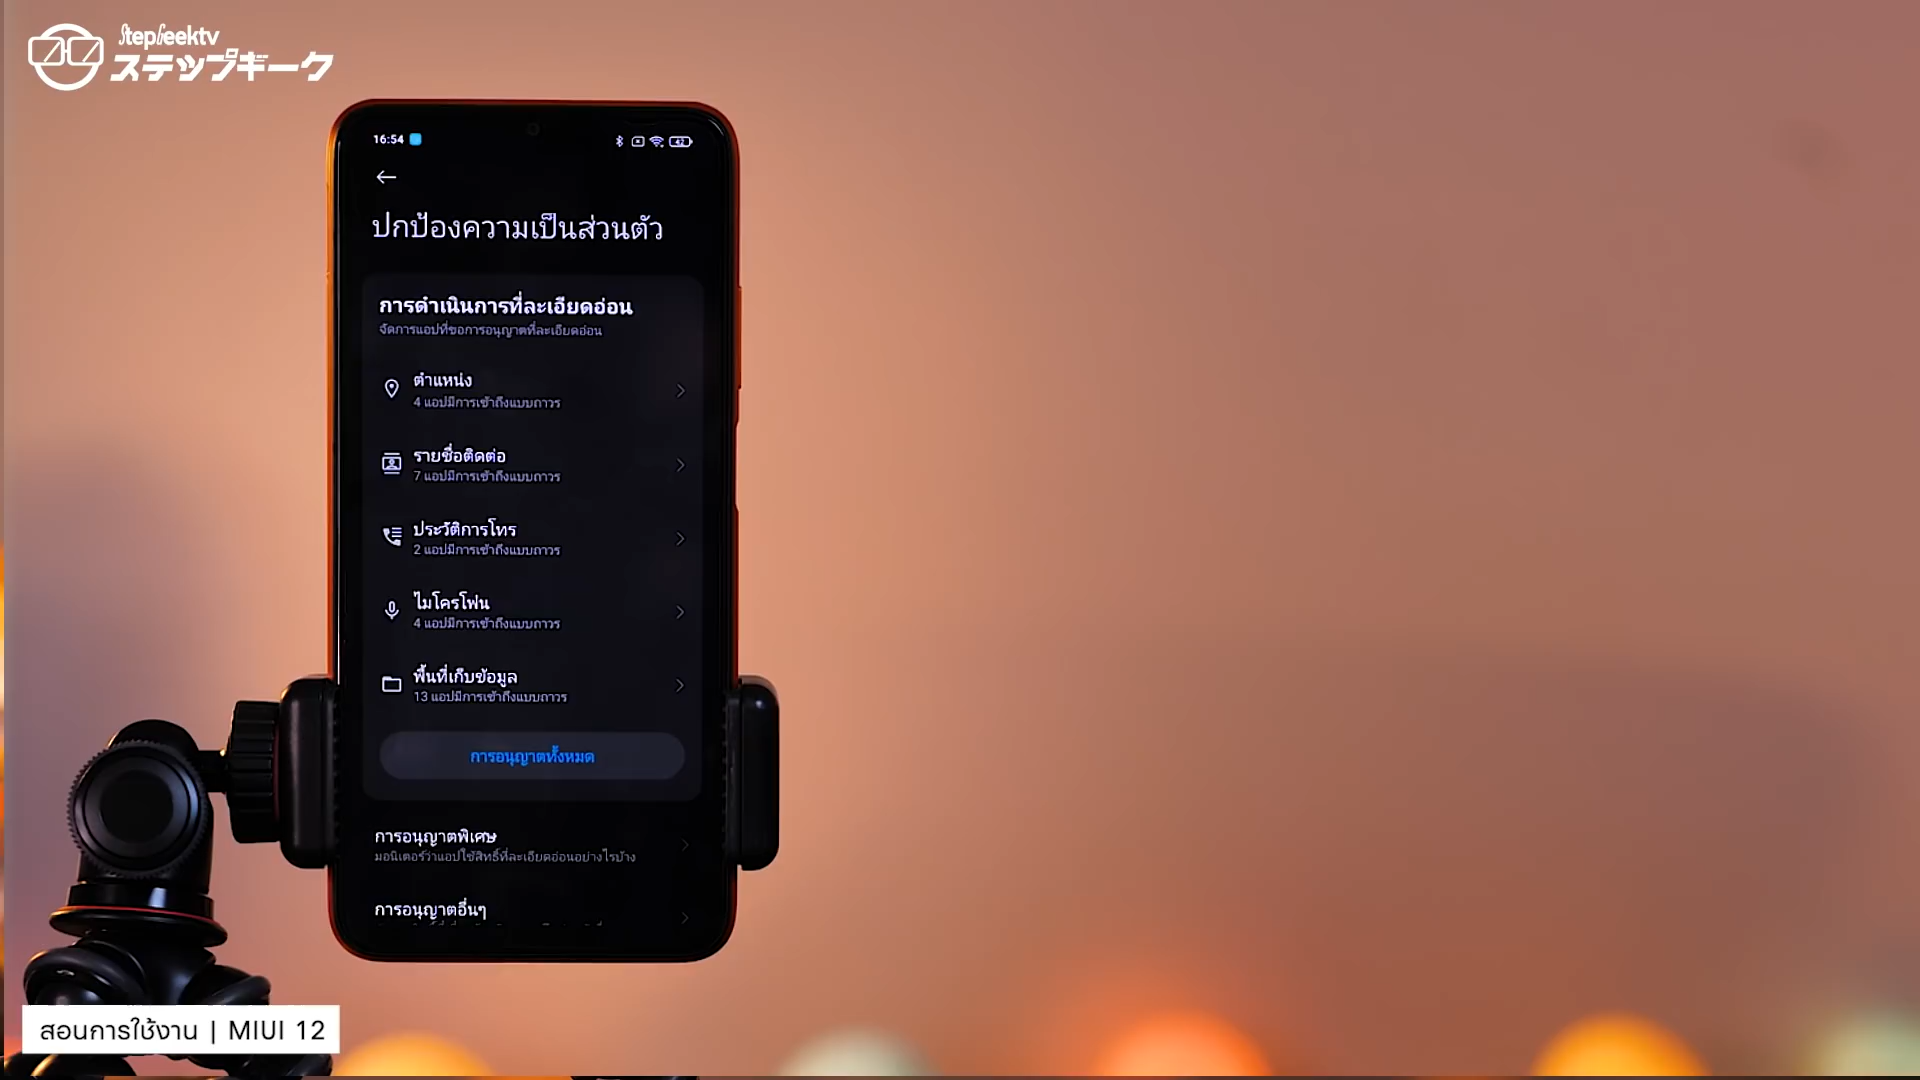 StepGeektv
ステップギーク
16:54
42
ปกป้องความเป็นส่วนตัว
การดำเนินการที่ละเอียดอ่อน
จัดการแอปที่ขอการอนุญาตที่ละเอียดอ่อน
ตำแหน่ง
4 แอปมีการเข้าถึงแบบถาวร
รายชื่อติดต่อ
7 แอปมีการเข้าถึงแบบถาวร
ประวัติการโทร
2 แอปมีการเข้าถึงแบบถาวร
ไมโครโฟน
4 แอปมีการเข้าถึงแบบถาวร
พื้นที่เก็บข้อมูล
13 แอปมีการเข้าถึงแบบถาวร
การอนุญาตทั้งหมด
การอนุญาตพิเศษ
มอนิเตอร์ว่าแอปใช้สิทธิ์ที่ละเอียดอ่อนอย่างไรบ้าง
การอนุญาตอื่นๆ
สอนการใช้งาน | MIUI 12